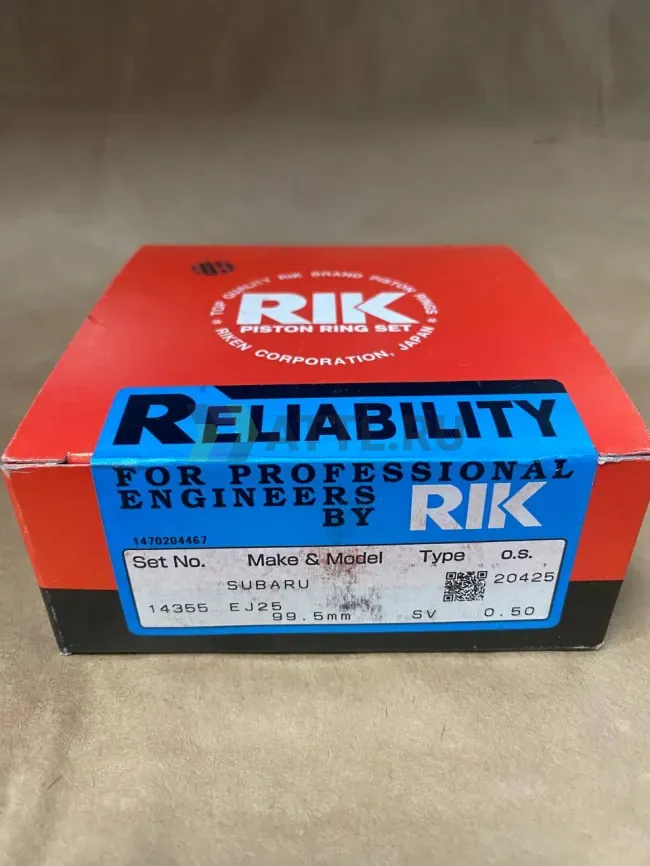 TOP QUALITY RIK BRAND PISTON RINGS
RIK
PISTON RING SET
RIKEN CORPORATION, JAPAN
RELIABILITY
FOR PROFESSIONAL
ENGINEERS
BY RIK
1470204467
Set No. Make & Model Type O.S.
SUBARU 20425
14355 EJ25
99.5mm SV 0.50